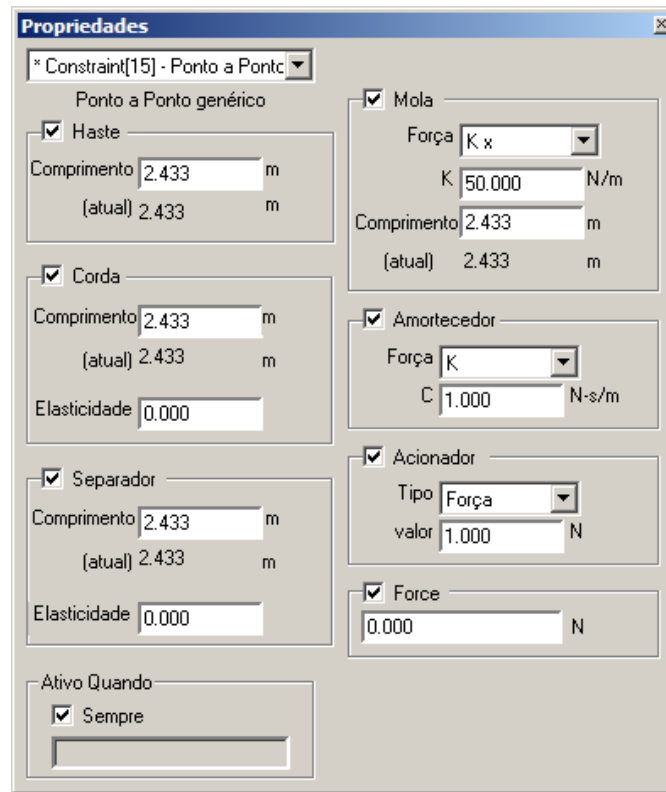 Propriedades
* Constraint[15] - Ponto a Ponto
Ponto a Ponto genérico
Haste
Comprimento 2.433 m
(atual) 2.433 m
Corda
Comprimento 2.433 m
(atual) 2.433 m
Elasticidade 0.000
Separador
Comprimento 2.433 m
(atual) 2.433 m
Elasticidade 0.000
Ativo Quando
Sempre
Mola
Força K x
K 50.000 N/m
Comprimento 2.433 m
(atual) 2.433 m
Amortecedor
Força K
C 1.000 N-s/m
Acionador
Tipo Força
valor 1.000 N
Force
0.000 N